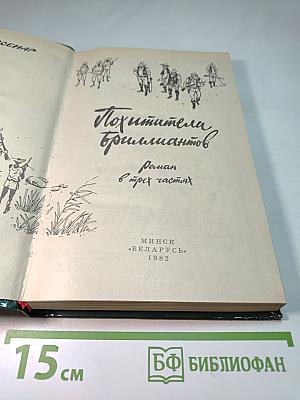 Похитители
Бриллиантов
Роман
в трех частях
МИНСК
«БЕЛАРУСЬ»
1982
15 см
БФ БИБЛИОФАН